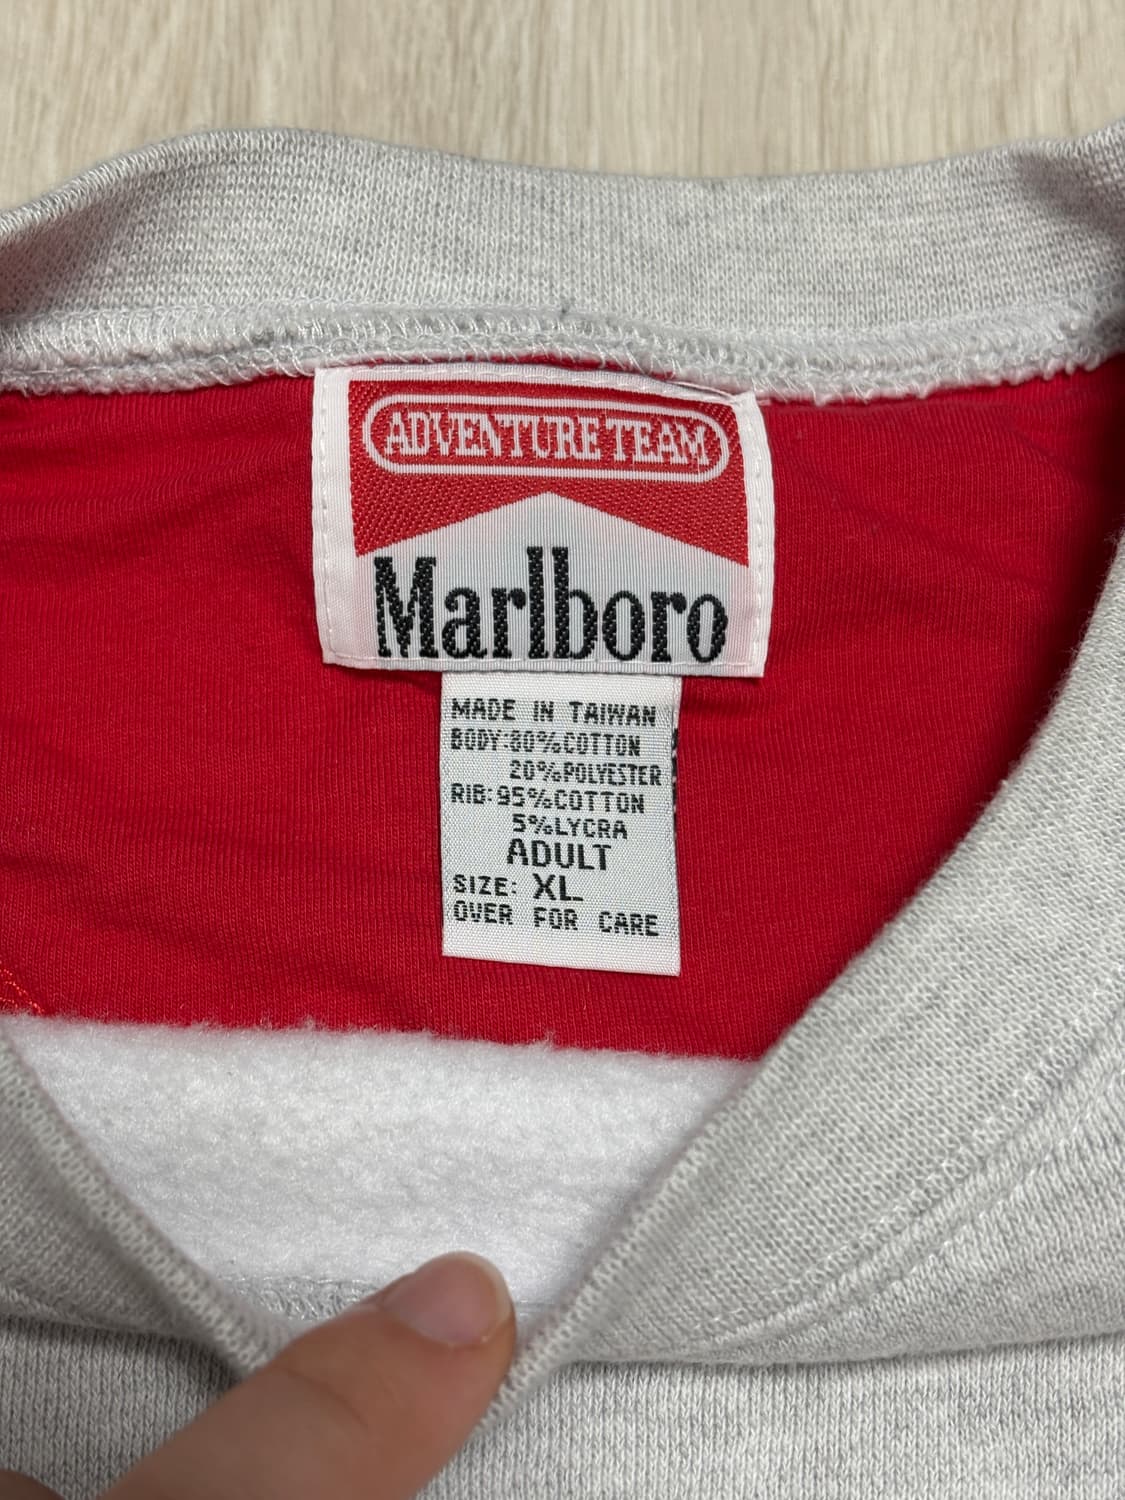 ADVENTURE TEAM
Marlboro
MADE IN TAIWAN
BODY:80%COTTON
20%POLYESTER
RIB:95%COTTON
5%LYCRA
ADULT
SIZE: XL
OVER FOR CARE